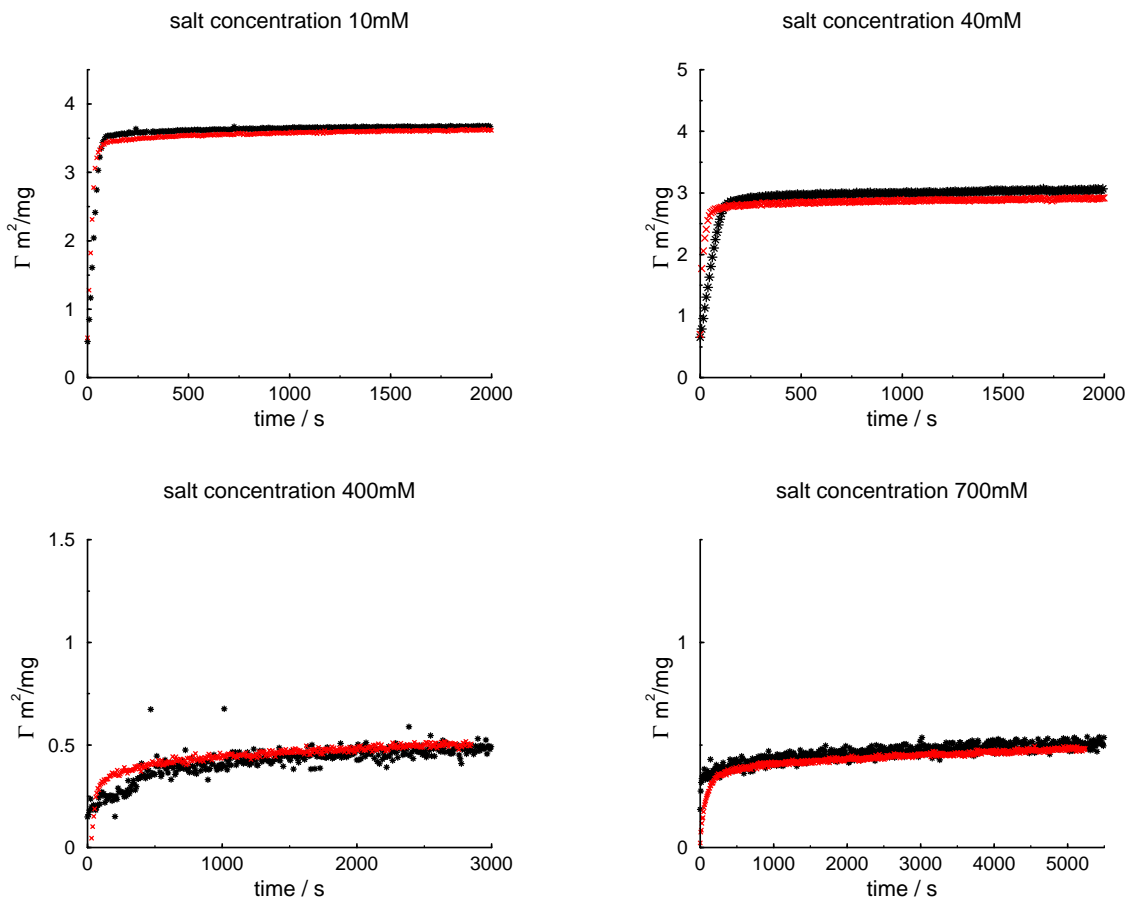 salt concentration 10mM
salt concentration 40mM
4
3
2
1
0
Γ m²/mg
0 500 1000 1500 2000
time / s
5
4
3
2
1
0
Γ m²/mg
0 500 1000 1500 2000
time / s
salt concentration 400mM
salt concentration 700mM
1.5
1
0.5
0
Γ m²/mg
0 1000 2000 3000
time / s
1
0
Γ m²/mg
0 1000 2000 3000 4000 5000
time / s